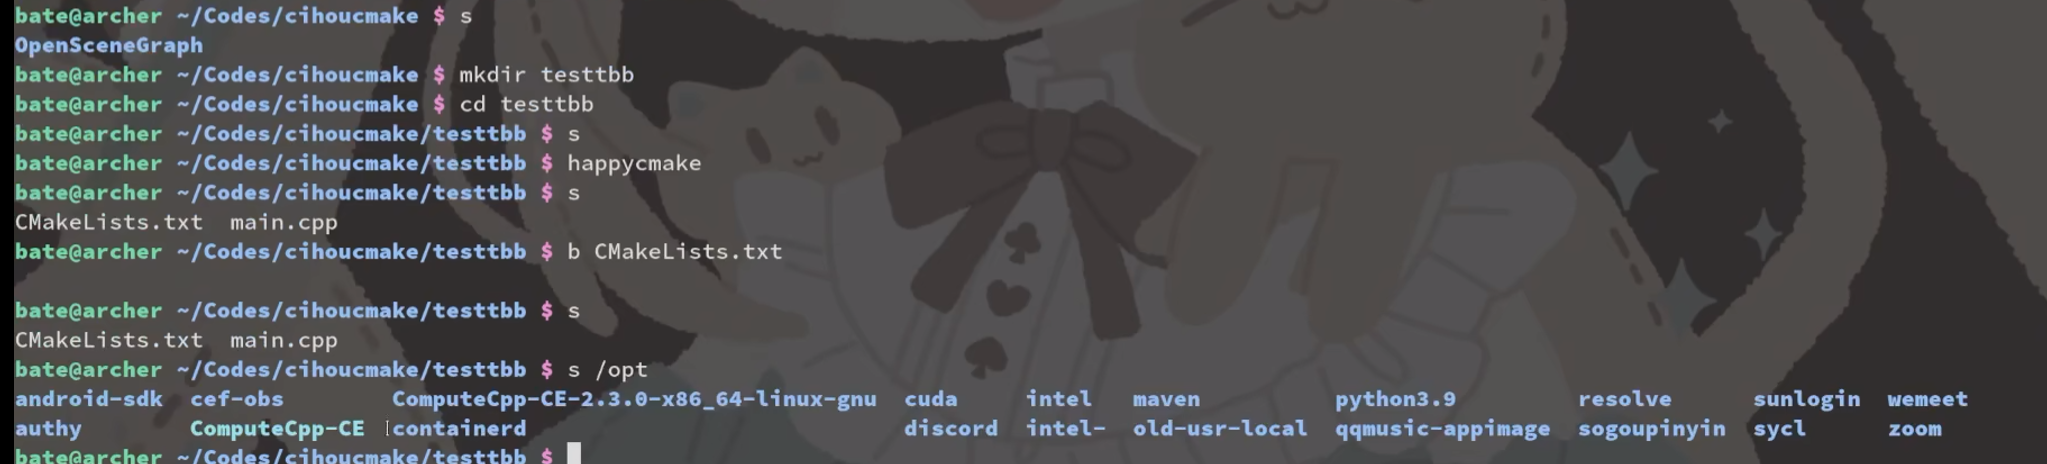 bate@archer ~/Codes/cihoucmake $ s
OpenSceneGraph
bate@archer ~/Codes/cihoucmake $ mkdir testtbb
bate@archer ~/Codes/cihoucmake $ cd testtbb
bate@archer ~/Codes/cihoucmake/testtbb $ s
bate@archer ~/Codes/cihoucmake/testtbb $ happycmake
bate@archer ~/Codes/cihoucmake/testtbb $ s
CMakeLists.txt  main.cpp
bate@archer ~/Codes/cihoucmake/testtbb $ b CMakeLists.txt
bate@archer ~/Codes/cihoucmake/testtbb $ s
CMakeLists.txt  main.cpp
bate@archer ~/Codes/cihoucmake/testtbb $ s /opt
android-sdk  cef-obs  ComputeCpp-CE-2.3.0-x86_64-linux-gnu  cuda  intel  maven  python3.9  resolve  sunlogin  wemeet
authy  ComputeCpp-CE  containerd  discord  intel-  old-usr-local  qqmusic-appimage  sogoupinyin  sycl  zoom
bate@archer ~/Codes/cihoucmake/testtbb $